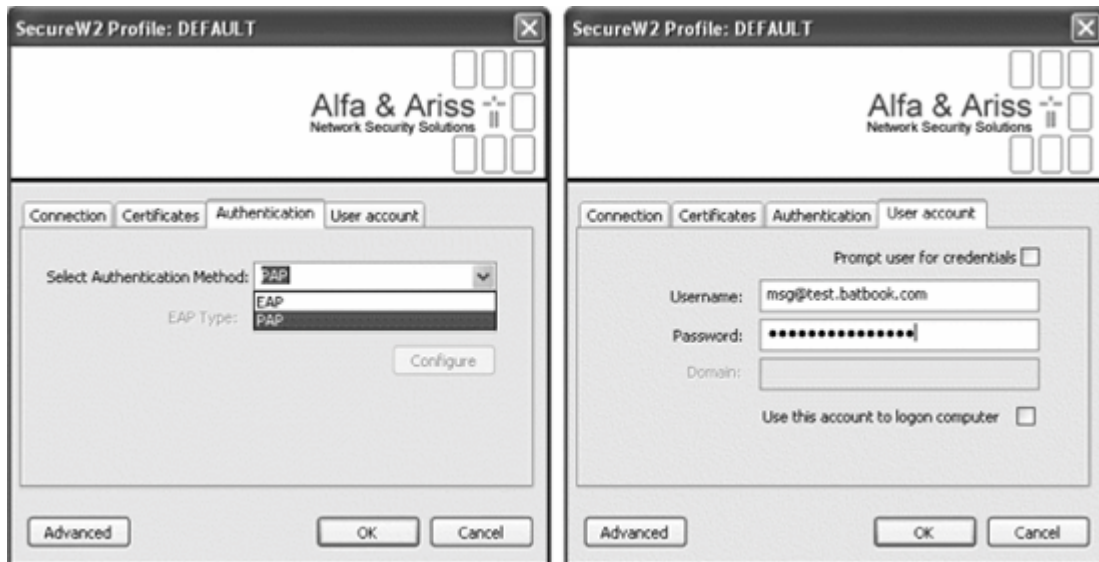 SecureW2 Profile: DEFAULT
Alfa & Ariss
Network Security Solutions
Connection Certificates Authentication User account
Select Authentication Method: PAP
EAP
PAP
EAP Type:
Configure
Advanced OK Cancel
SecureW2 Profile: DEFAULT
Alfa & Ariss
Network Security Solutions
Connection Certificates Authentication User account
Prompt user for credentials
Username: msg@test.batbook.com
Password: ●●●●●●●●●●●●●●●
Domain:
Use this account to logon computer
Advanced OK Cancel